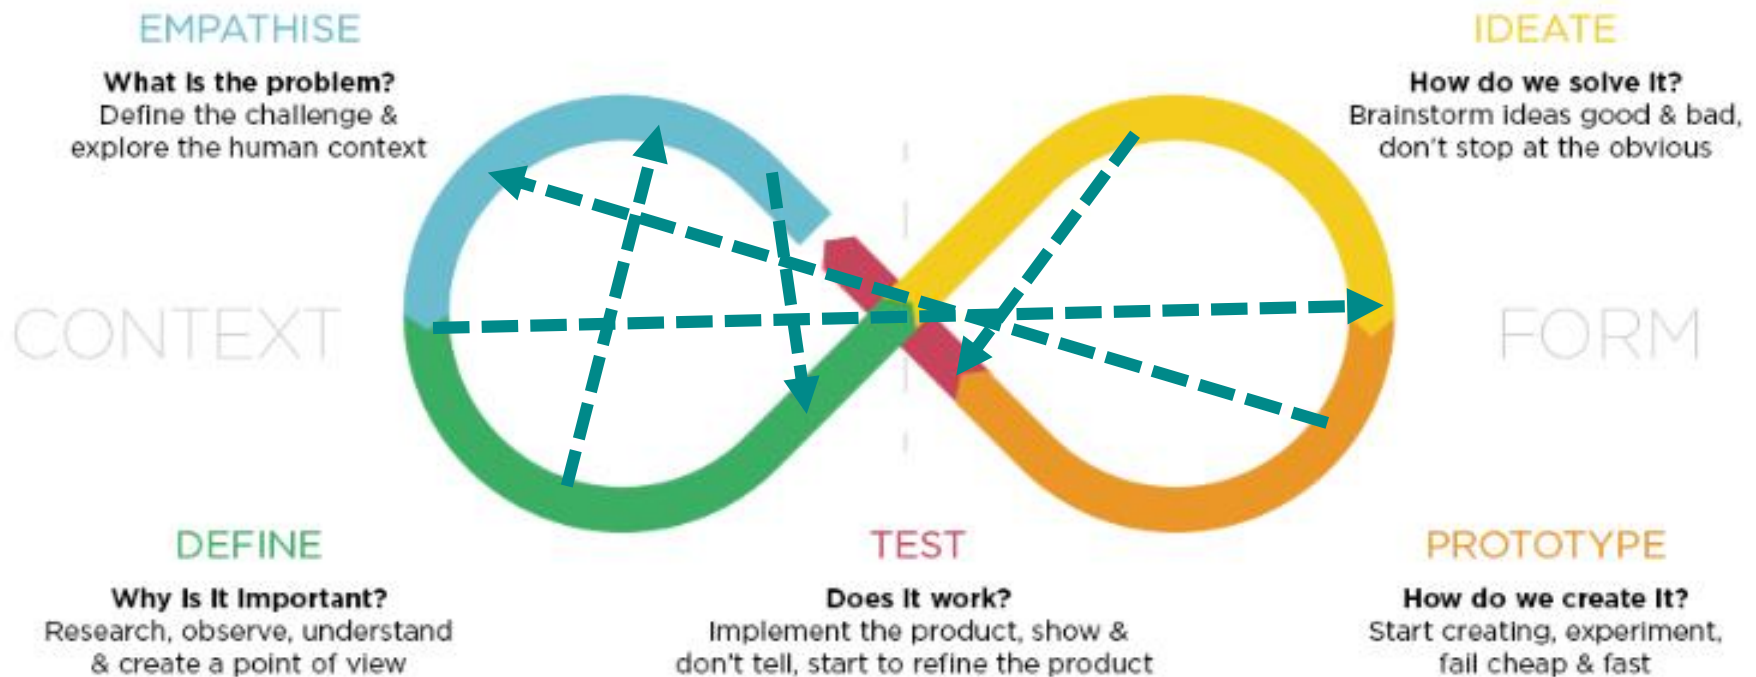 EMPATHISE
What is the problem?
Define the challenge &
explore the human context
IDEATE
How do we solve it?
Brainstorm ideas good & bad,
don't stop at the obvious
CONTEXT
FORM
DEFINE
Why Is It Important?
Research, observe, understand
& create a point of view
TEST
Does it work?
Implement the product, show &
don't tell, start to refine the product
PROTOTYPE
How do we create it?
Start creating, experiment,
fail cheap & fast